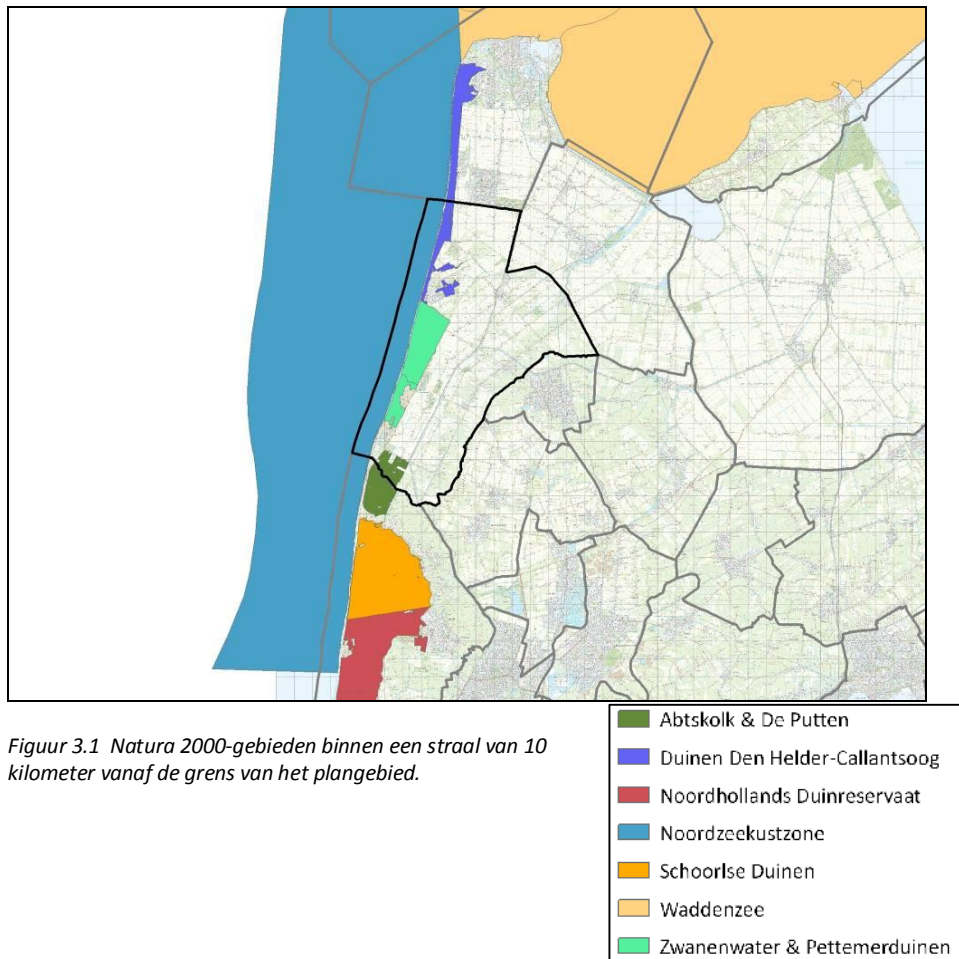 Figuur 3.1 Natura 2000-gebieden binnen een straal van 10
kilometer vanaf de grens van het plangebied.
Abtskolk & De Putten
Duinen Den Helder-Callantsoog
Noordhollands Duinreservaat
Noordzeekustzone
Schoorlse Duinen
Waddenzee
Zwanenwater & Pettemerduinen